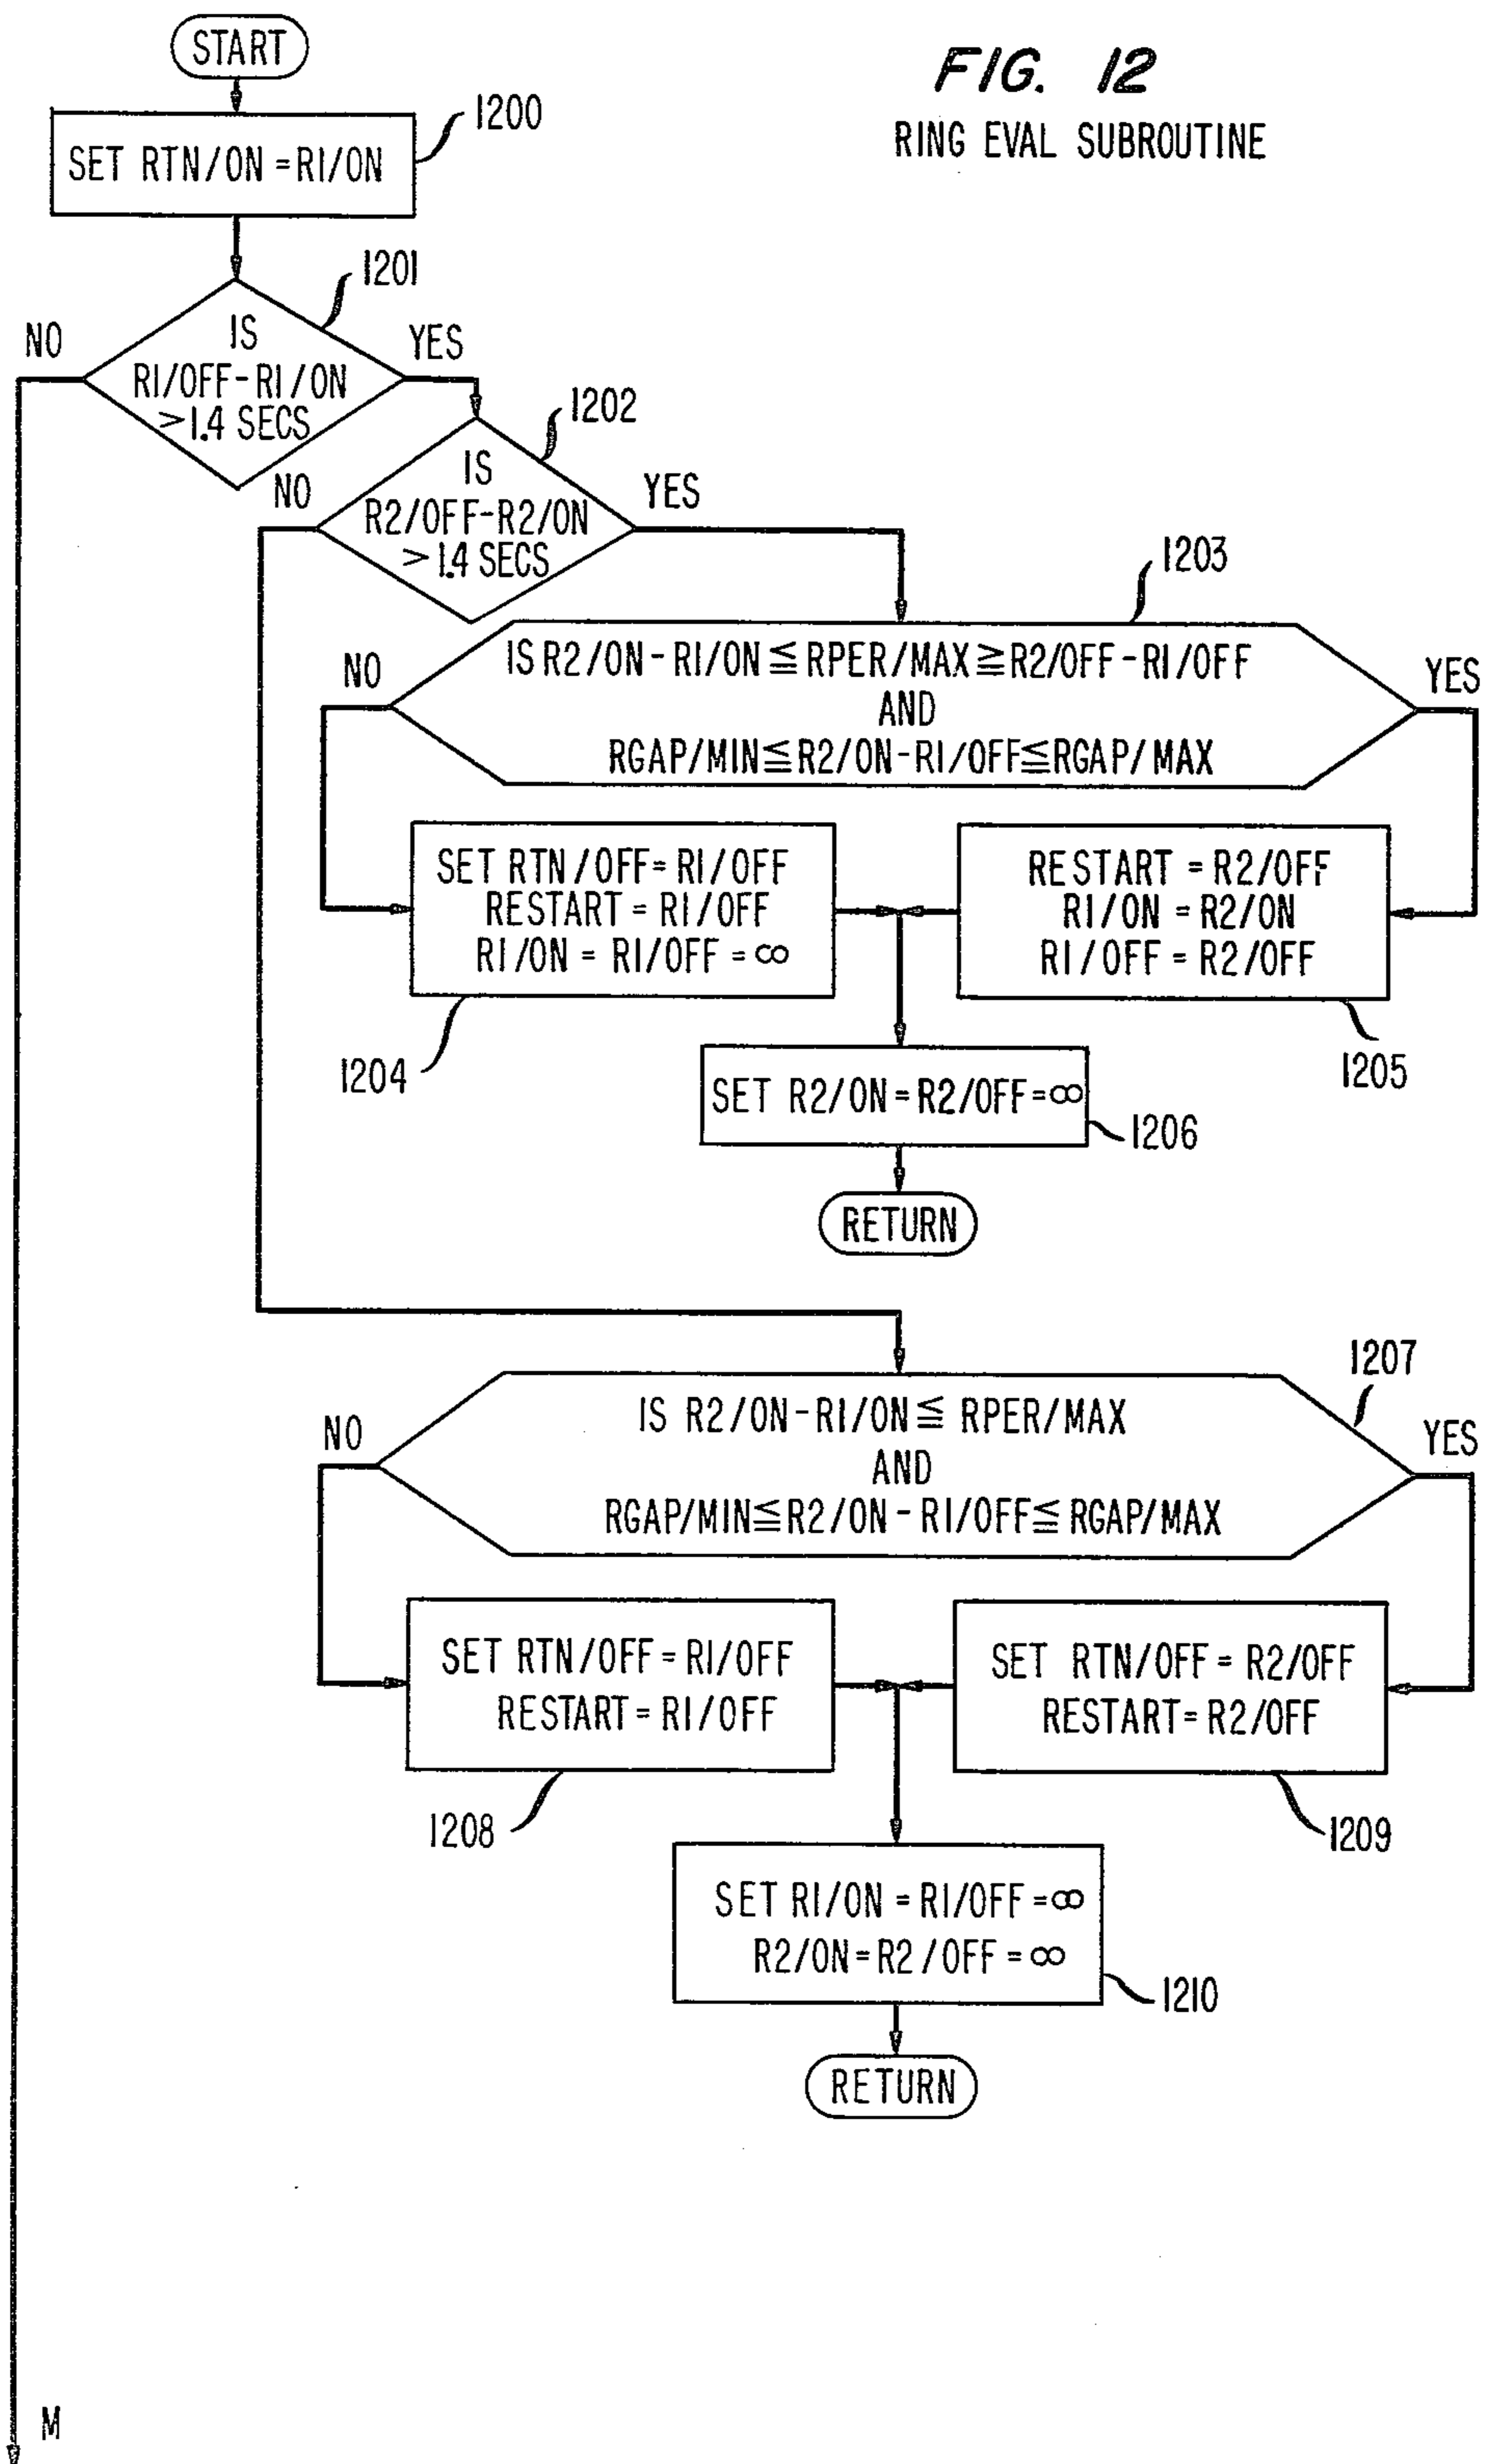 START
FIG. 12
RING EVAL SUBROUTINE
1200
SET RTN/ON = R1/ON
1201
NO
IS
R1/OFF - R1/ON
> 1.4 SECS
YES
1202
NO
IS
R2/OFF - R2/ON
> 1.4 SECS
YES
1203
NO
IS R2/ON - R1/ON ≦ RPER/MAX ≧ R2/OFF - R1/OFF
AND
RGAP/MIN ≦ R2/ON - R1/OFF ≦ RGAP/MAX
YES
SET RTN/OFF = R1/OFF
RESTART = R1/OFF
R1/ON = R1/OFF = ∞
RESTART = R2/OFF
R1/ON = R2/ON
R1/OFF = R2/OFF
1204
1205
SET R2/ON = R2/OFF = ∞
1206
RETURN
1207
NO
IS R2/ON - R1/ON ≦ RPER/MAX
AND
RGAP/MIN ≦ R2/ON - R1/OFF ≦ RGAP/MAX
YES
SET RTN/OFF = R1/OFF
RESTART = R1/OFF
SET RTN/OFF = R2/OFF
RESTART = R2/OFF
1208
1209
SET R1/ON = R1/OFF = ∞
R2/ON = R2/OFF = ∞
1210
RETURN
M